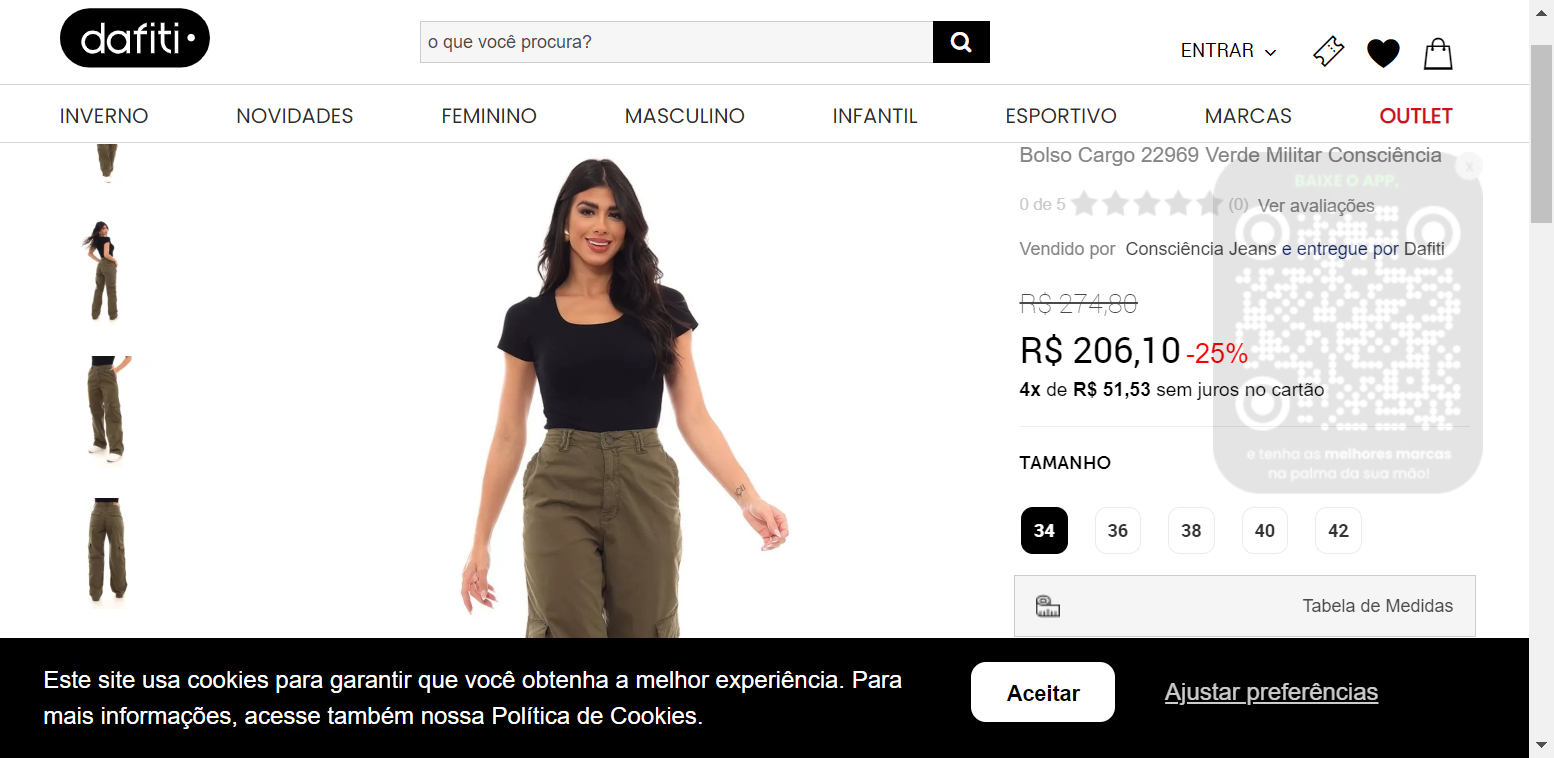 dafiti
o que você procura?
ENTRAR
INVERNO NOVIDADES FEMININO MASCULINO INFANTIL ESPORTIVO MARCAS OUTLET
Bolso Cargo 22969 Verde Militar Consciência
x
BAIXE O APP,
0 de 5 (0) Ver avaliações
Vendido por Consciência Jeans e entregue por Dafiti
R$ 274,80
R$ 206,10 -25%
4x de R$ 51,53 sem juros no cartão
e tenha as melhores marcas
na palma da sua mão!
TAMANHO
34 36 38 40 42
Tabela de Medidas
Este site usa cookies para garantir que você obtenha a melhor experiência. Para
mais informações, acesse também nossa Política de Cookies.
Aceitar
Ajustar preferências